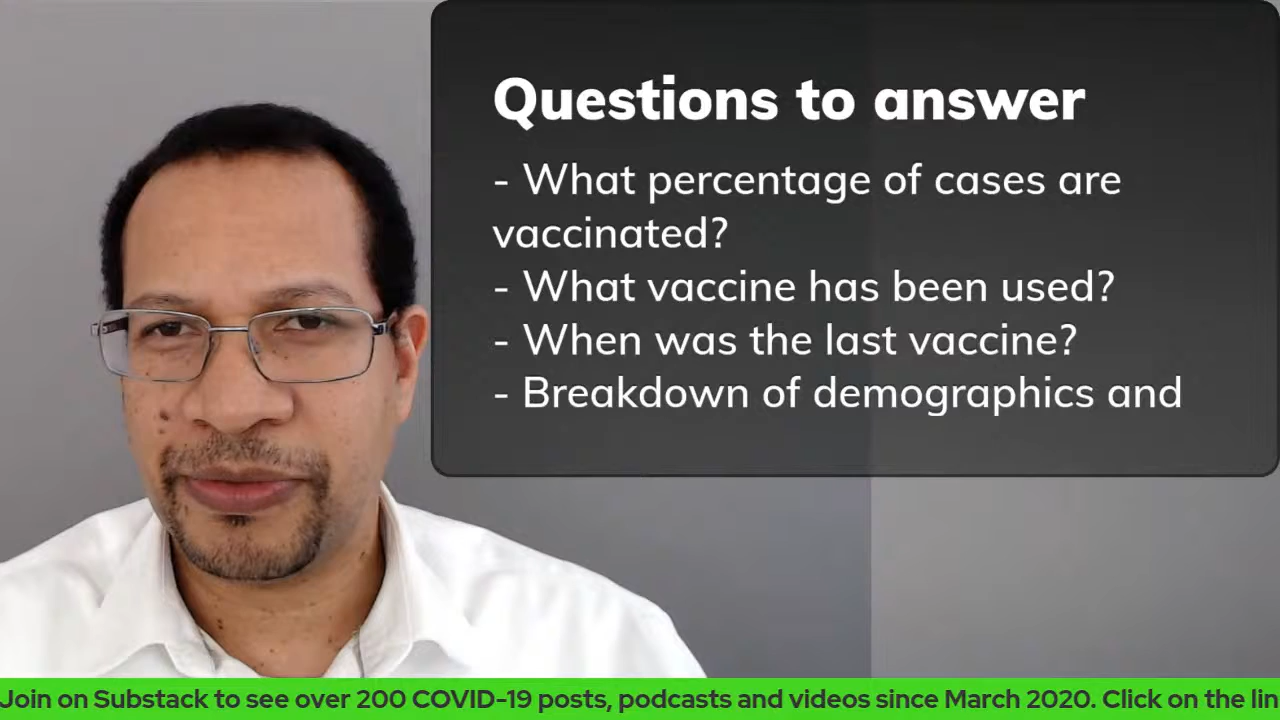 Questions to answer
- What percentage of cases are
vaccinated?
- What vaccine has been used?
- When was the last vaccine?
- Breakdown of demographics and
Join on Substack to see over 200 COVID-19 posts, podcasts and videos since March 2020. Click on the lin